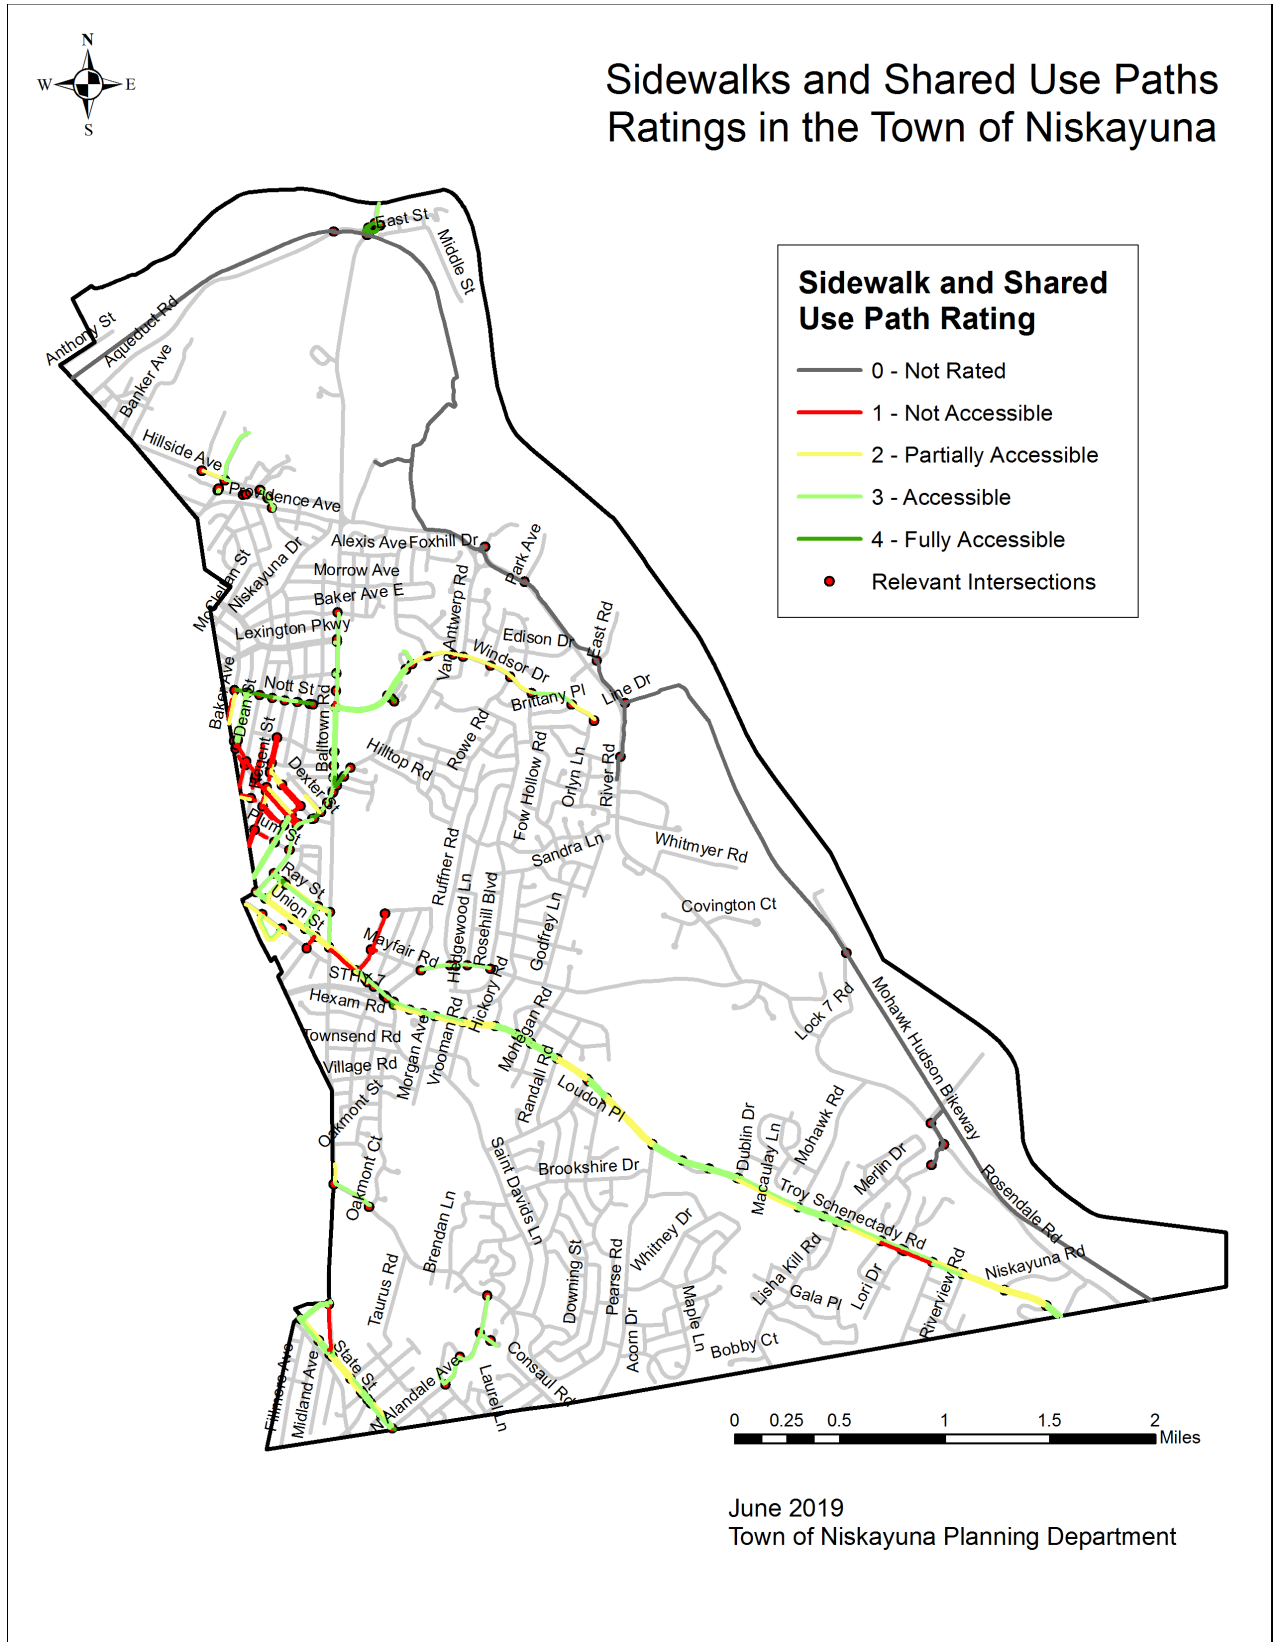 N
W
E
S
Sidewalks and Shared Use Paths
Ratings in the Town of Niskayuna
East St
Middle St
Anthony St
Aqueduct Rd
Banker Ave
Sidewalk and Shared
Use Path Rating
0 - Not Rated
1 - Not Accessible
2 - Partially Accessible
3 - Accessible
4 - Fully Accessible
Relevant Intersections
Hillside Ave
Providence Ave
Alexis Ave
Foxhill Dr
Park Ave
McClellan St
Niskayuna Dr
Morrow Ave
Baker Ave E
Van Antwerp Rd
Lexington Pkwy
Edison Dr
East Rd
Windsor Dr
Baker Ave
Dean St
Nott St
Brittany Pl
Line Dr
Balltown Rd
Regent St
Hilltop Rd
Rowe Rd
Fow Hollow Rd
Orlyn Ln
River Rd
Dexter St
Plum St
Ruffner Rd
Sandra Ln
Whitmyer Rd
Ray St
Union St
Hedgewood Ln
Rosehill Blvd
Godfrey Ln
Covington Ct
Mayfair Rd
STHY 7
Hexam Rd
Hickory Rd
Lock 7 Rd
Mohawk Hudson Bikeway
Townsend Rd
Morgan Ave
Vrooman Rd
Mohegan Rd
Village Rd
Randall Rd
Loudon Pl
Oakmont St
Oakmont Ct
Saint Davids Ln
Brookshire Dr
Dublin Dr
Macaulay Ln
Mohawk Rd
Merlin Dr
Rosendale Rd
Troy Schenectady Rd
Brendan Ln
Whitney Dr
Taurus Rd
Downing St
Pearse Rd
Lisha Kill Rd
Gala Pl
Lori Dr
Riverview Rd
Niskayuna Rd
Acorn Dr
Maple Ln
Bobby Ct
State St
Fillmore Ave
Midland Ave
N Alandale Ave
Laurel Ln
Consaul Rd
0 0.25 0.5 1 1.5 2
Miles
June 2019
Town of Niskayuna Planning Department